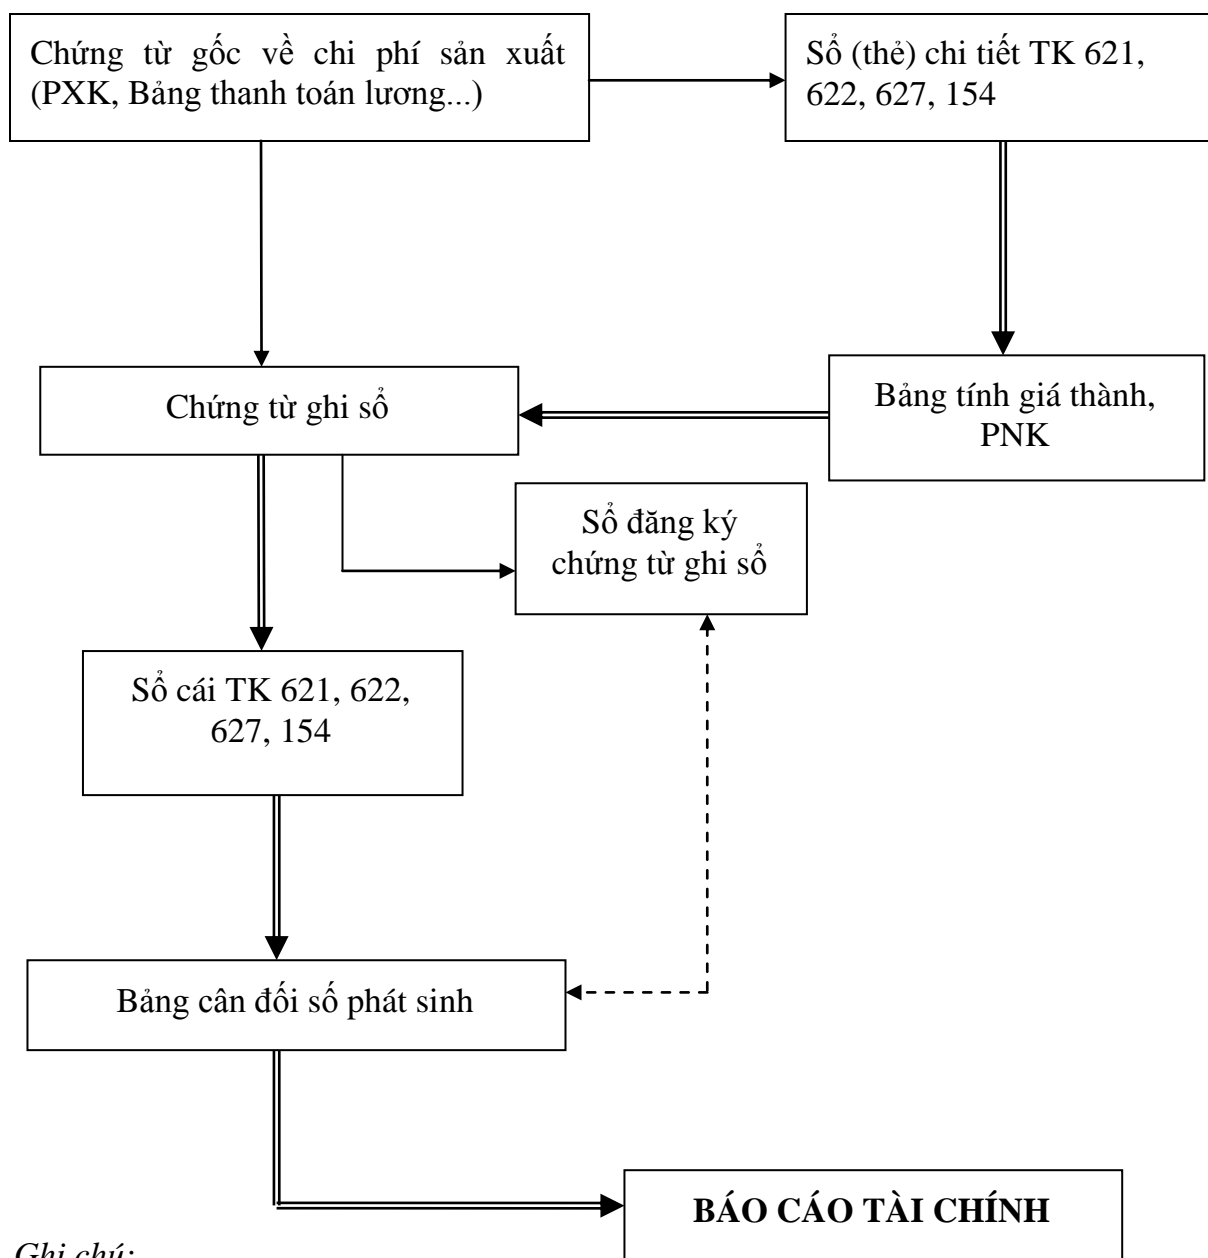 Chứng từ gốc về chi phí sản xuất
(PXK, Bảng thanh toán lương...)
Sổ (thẻ) chi tiết TK 621,
622, 627, 154
Chứng từ ghi sổ
Bảng tính giá thành,
PNK
Sổ đăng ký
chứng từ ghi sổ
Sổ cái TK 621, 622,
627, 154
Bảng cân đối số phát sinh
BÁO CÁO TÀI CHÍNH
Ghi chú: